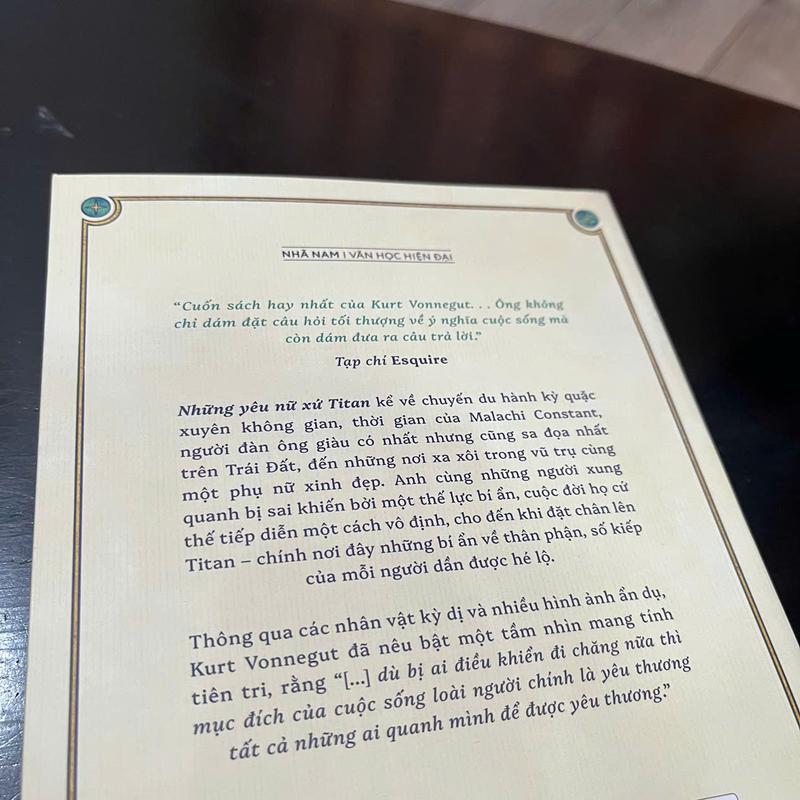 NHÃ NAM | VĂN HỌC HIỆN ĐẠI
“Cuốn sách hay nhất của Kurt Vonnegut. . . Ông không
chỉ dám đặt câu hỏi tối thượng về ý nghĩa cuộc sống mà
còn dám đưa ra câu trả lời.”
Tạp chí Esquire
Những yêu nữ xứ Titan kể về chuyến du hành kỳ quặc
xuyên không gian, thời gian của Malachi Constant,
người đàn ông giàu có nhất nhưng cũng sa đọa nhất
trên Trái Đất, đến những nơi xa xôi trong vũ trụ cùng
một phụ nữ xinh đẹp. Anh cùng những người xung
quanh bị sai khiến bởi một thế lực bí ẩn, cuộc đời họ cứ
thế tiếp diễn một cách vô định, cho đến khi đặt chân lên
Titan – chính nơi đây những bí ẩn về thân phận, số kiếp
của mỗi người dần được hé lộ.
Thông qua các nhân vật kỳ dị và nhiều hình ảnh ẩn dụ,
Kurt Vonnegut đã nêu bật một tầm nhìn mang tính
tiên tri, rằng “[...] dù bị ai điều khiển đi chăng nữa thì
mục đích của cuộc sống loài người chính là yêu thương
tất cả những ai quanh mình để được yêu thương.”